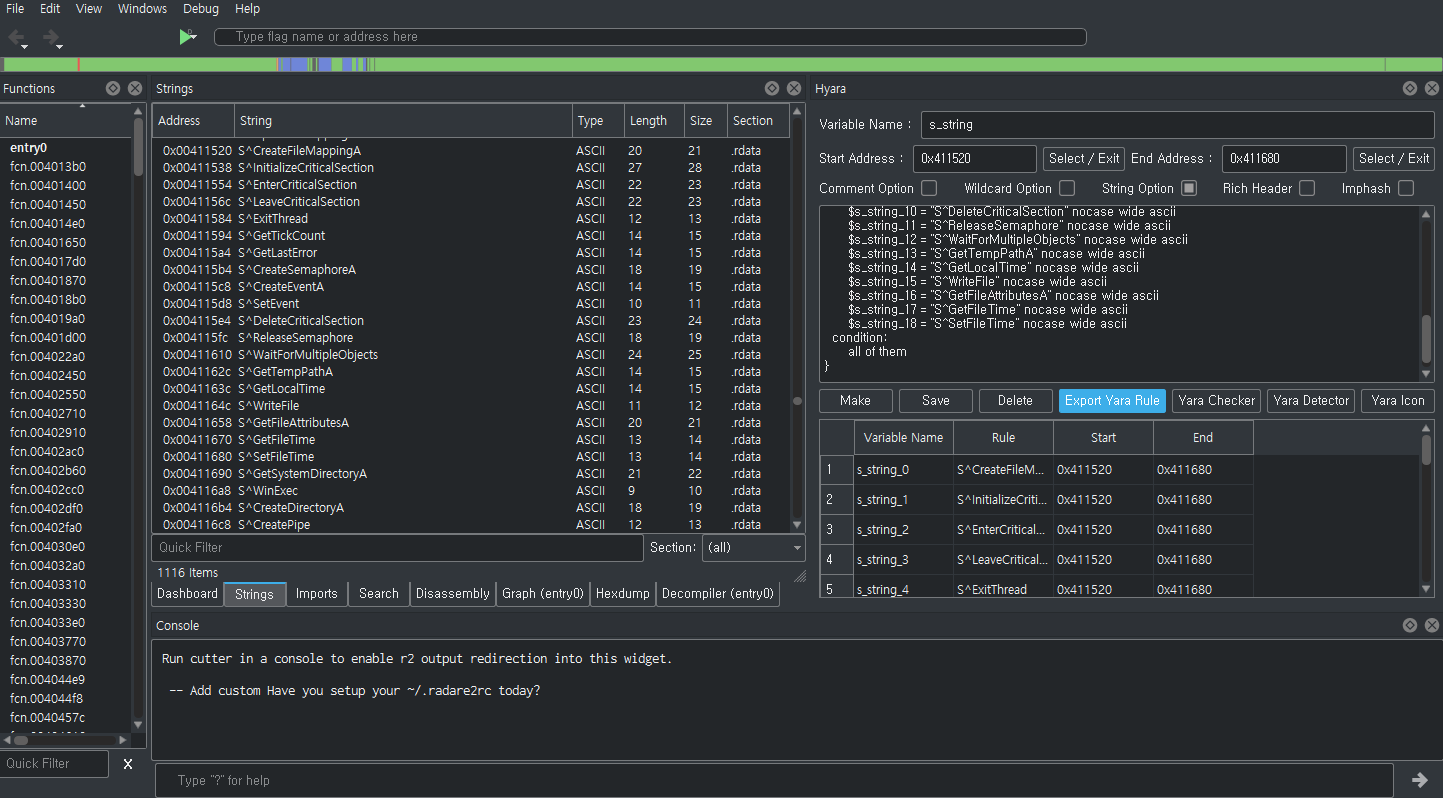 File Edit View Windows Debug Help
Type flag name or address here
Functions
Name
entry0
fcn.004013b0
fcn.00401400
fcn.00401450
fcn.004014e0
fcn.00401650
fcn.004017d0
fcn.00401870
fcn.004018b0
fcn.004019a0
fcn.00401d00
fcn.004022a0
fcn.00402450
fcn.00402550
fcn.00402710
fcn.00402910
fcn.00402ac0
fcn.00402b60
fcn.00402cc0
fcn.00402df0
fcn.00402fa0
fcn.004030e0
fcn.004032a0
fcn.00403310
fcn.00403330
fcn.004033e0
fcn.00403770
fcn.00403870
fcn.004044e9
fcn.004044f8
fcn.0040457c
Quick Filter X
Strings
Address String Type Length Size Section
0x00411520 S^CreateFileMappingA ASCII 20 21 .rdata
0x00411538 S^InitializeCriticalSection ASCII 27 28 .rdata
0x00411554 S^EnterCriticalSection ASCII 22 23 .rdata
0x0041156c S^LeaveCriticalSection ASCII 22 23 .rdata
0x00411584 S^ExitThread ASCII 12 13 .rdata
0x00411594 S^GetTickCount ASCII 14 15 .rdata
0x004115a4 S^GetLastError ASCII 14 15 .rdata
0x004115b4 S^CreateSemaphoreA ASCII 18 19 .rdata
0x004115c8 S^CreateEventA ASCII 14 15 .rdata
0x004115d8 S^SetEvent ASCII 10 11 .rdata
0x004115e4 S^DeleteCriticalSection ASCII 23 24 .rdata
0x004115fc S^ReleaseSemaphore ASCII 18 19 .rdata
0x00411610 S^WaitForMultipleObjects ASCII 24 25 .rdata
0x0041162c S^GetTempPathA ASCII 14 15 .rdata
0x0041163c S^GetLocalTime ASCII 14 15 .rdata
0x0041164c S^WriteFile ASCII 11 12 .rdata
0x00411658 S^GetFileAttributesA ASCII 20 21 .rdata
0x00411670 S^GetFileTime ASCII 13 14 .rdata
0x00411680 S^SetFileTime ASCII 13 14 .rdata
0x00411690 S^GetSystemDirectoryA ASCII 21 22 .rdata
0x004116a8 S^WinExec ASCII 9 10 .rdata
0x004116b4 S^CreateDirectoryA ASCII 18 19 .rdata
0x004116c8 S^CreatePipe ASCII 12 13 .rdata
Quick Filter Section: (all)
1116 Items
Dashboard Strings Imports Search Disassembly Graph (entry0) Hexdump Decompiler (entry0)
Hyara
Variable Name : s_string
Start Address : 0x411520 Select / Exit End Address : 0x411680 Select / Exit
Comment Option Wildcard Option String Option Rich Header Imphash
$s_string_10 = "S^DeleteCriticalSection" nocase wide ascii
$s_string_11 = "S^ReleaseSemaphore" nocase wide ascii
$s_string_12 = "S^WaitForMultipleObjects" nocase wide ascii
$s_string_13 = "S^GetTempPathA" nocase wide ascii
$s_string_14 = "S^GetLocalTime" nocase wide ascii
$s_string_15 = "S^WriteFile" nocase wide ascii
$s_string_16 = "S^GetFileAttributesA" nocase wide ascii
$s_string_17 = "S^GetFileTime" nocase wide ascii
$s_string_18 = "S^SetFileTime" nocase wide ascii
condition:
all of them
}
Make Save Delete Export Yara Rule Yara Checker Yara Detector Yara Icon
Variable Name Rule Start End
1 s_string_0 S^CreateFileM... 0x411520 0x411680
2 s_string_1 S^InitializeCriti... 0x411520 0x411680
3 s_string_2 S^EnterCritical... 0x411520 0x411680
4 s_string_3 S^LeaveCritical... 0x411520 0x411680
5 s_string_4 S^ExitThread 0x411520 0x411680
Console
Run cutter in a console to enable r2 output redirection into this widget.
-- Add custom Have you setup your ~/.radare2rc today?
Type "?" for help